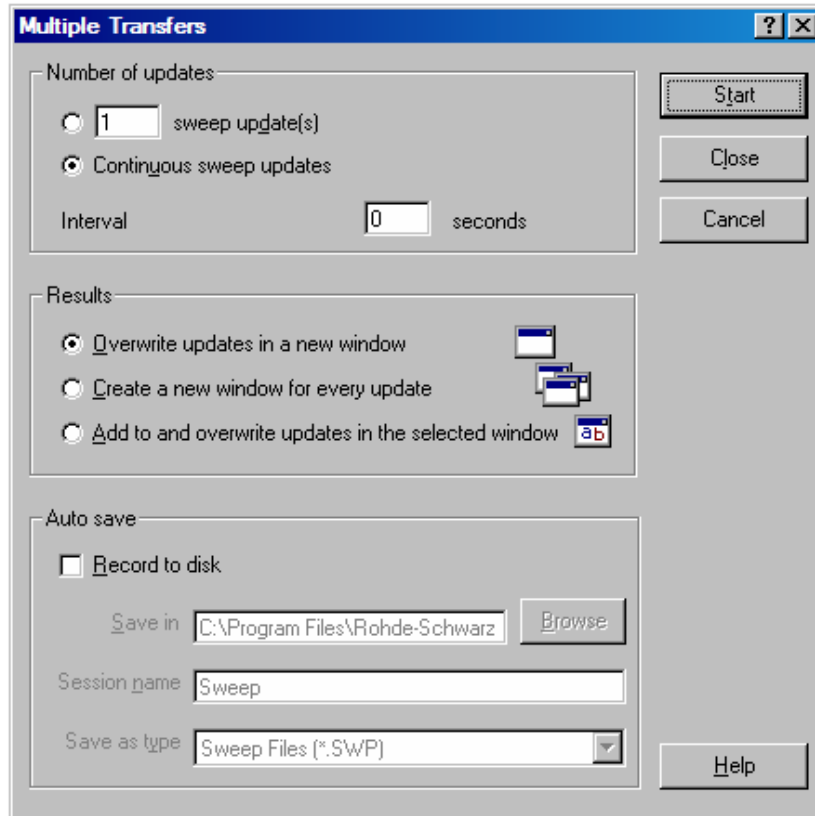 Multiple Transfers
Number of updates
1 sweep update(s)
Continuous sweep updates
Interval 0 seconds
Start
Close
Cancel
Results
Overwrite updates in a new window
Create a new window for every update
Add to and overwrite updates in the selected window ab
Auto save
Record to disk
Save in C:\Program Files\Rohde-Schwarz Browse
Session name Sweep
Save as type Sweep Files (*.SWP)
Help